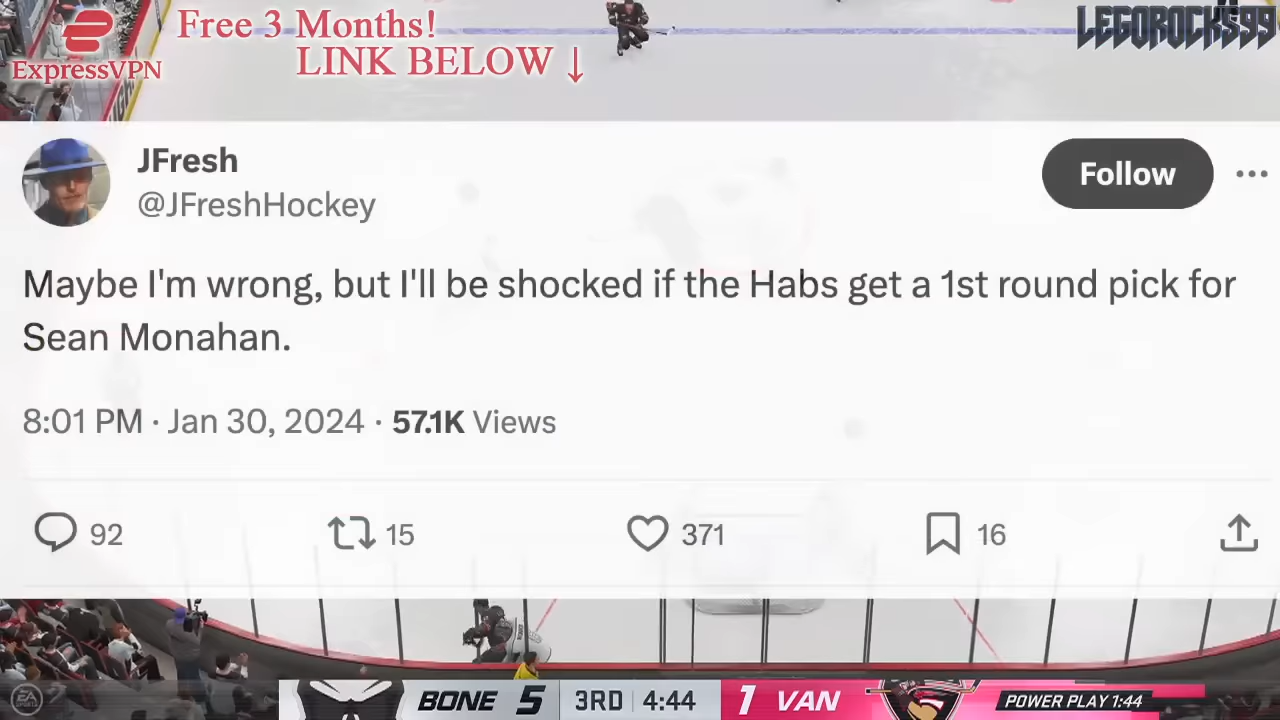 Free 3 Months!
LINK BELOW ↓
ExpressVPN
LEGOROCKS99
JFresh
@JFreshHockey
Follow
Maybe I'm wrong, but I'll be shocked if the Habs get a 1st round pick for
Sean Monahan.
8:01 PM · Jan 30, 2024 · 57.1K Views
92 15 371 16
EA SPORTS
BONE 5 3RD 4:44 1 VAN POWER PLAY 1:44